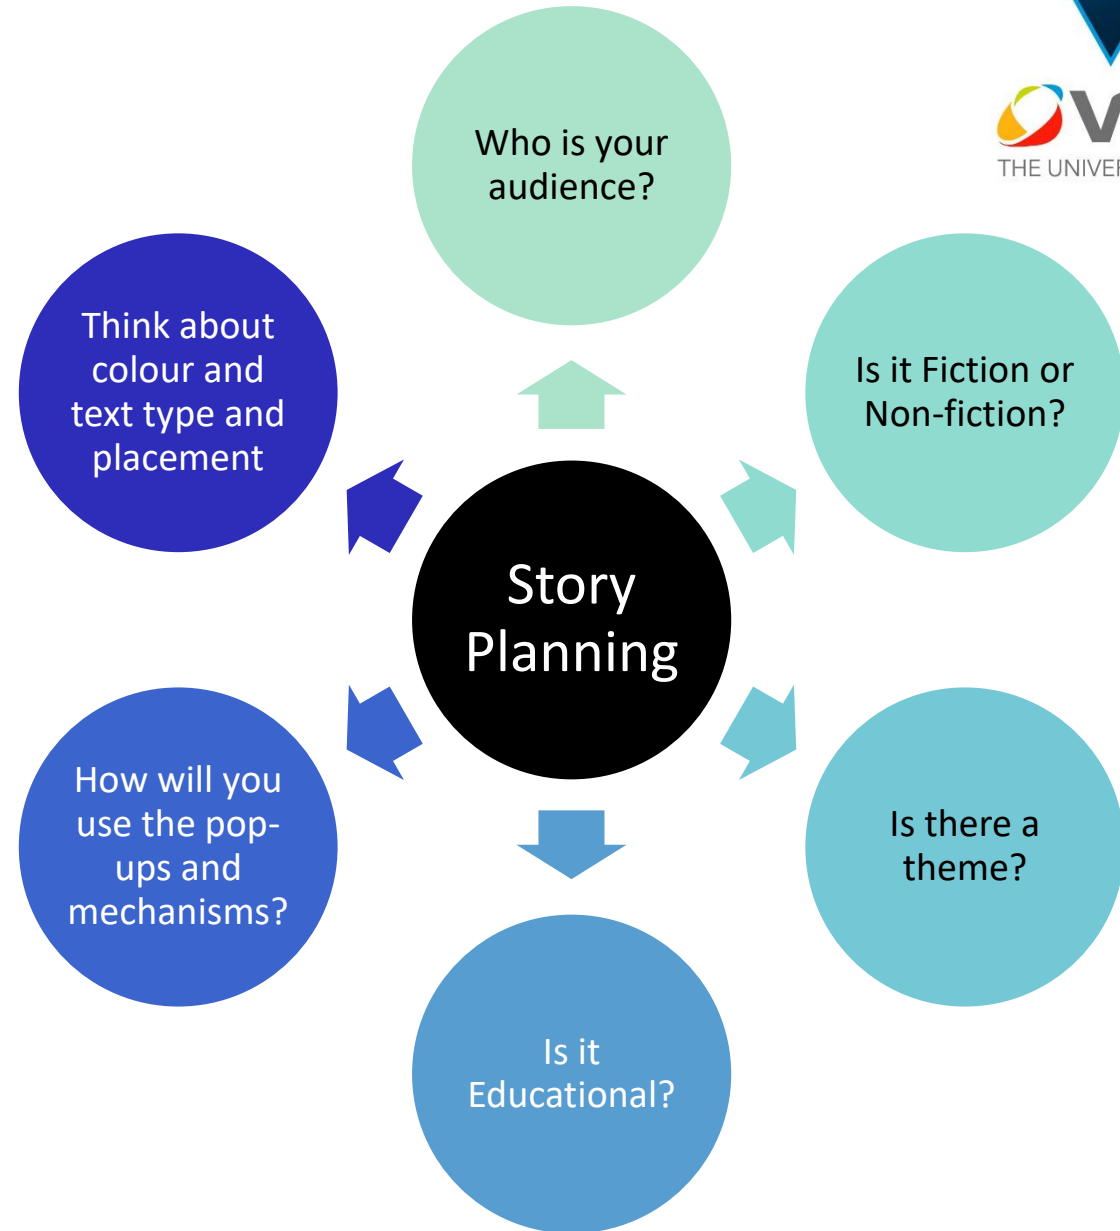 Who is your
audience?
THE UNIVER
Think about
colour and
text type and
placement
Is it Fiction or
Non-fiction?
Story
Planning
How will you
use the pop-
ups and
mechanisms?
Is there a
theme?
Is it
Educational?